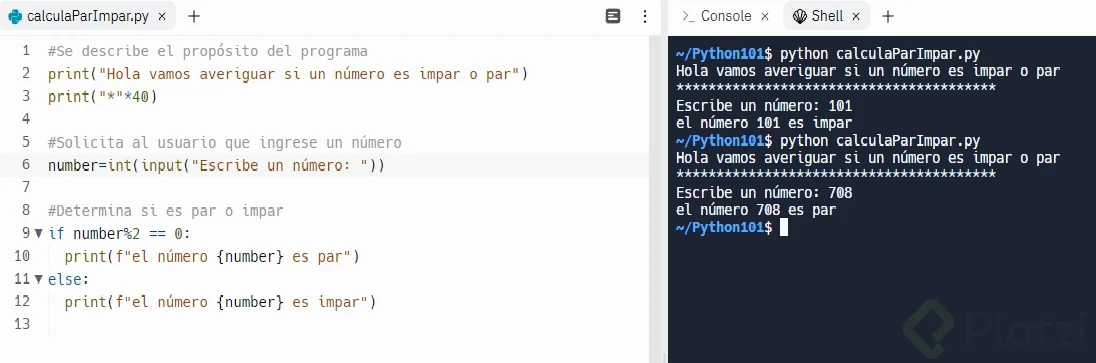 calculaParImpar.py × +
1 #Se describe el propósito del programa
2 print("Hola vamos averiguar si un número es impar o par")
3 print("*"*40)
4
5 #Solicita al usuario que ingrese un número
6 number=int(input("Escribe un número: "))
7
8 #Determina si es par o impar
9 if number%2 == 0:
10 print(f"el número {number} es par")
11 else:
12 print(f"el número {number} es impar")
13
Console × Shell × +
~/Python101$ python calculaParImpar.py
Hola vamos averiguar si un número es impar o par
****************************************
Escribe un número: 101
el número 101 es impar
~/Python101$ python calculaParImpar.py
Hola vamos averiguar si un número es impar o par
****************************************
Escribe un número: 708
el número 708 es par
~/Python101$
Platzi